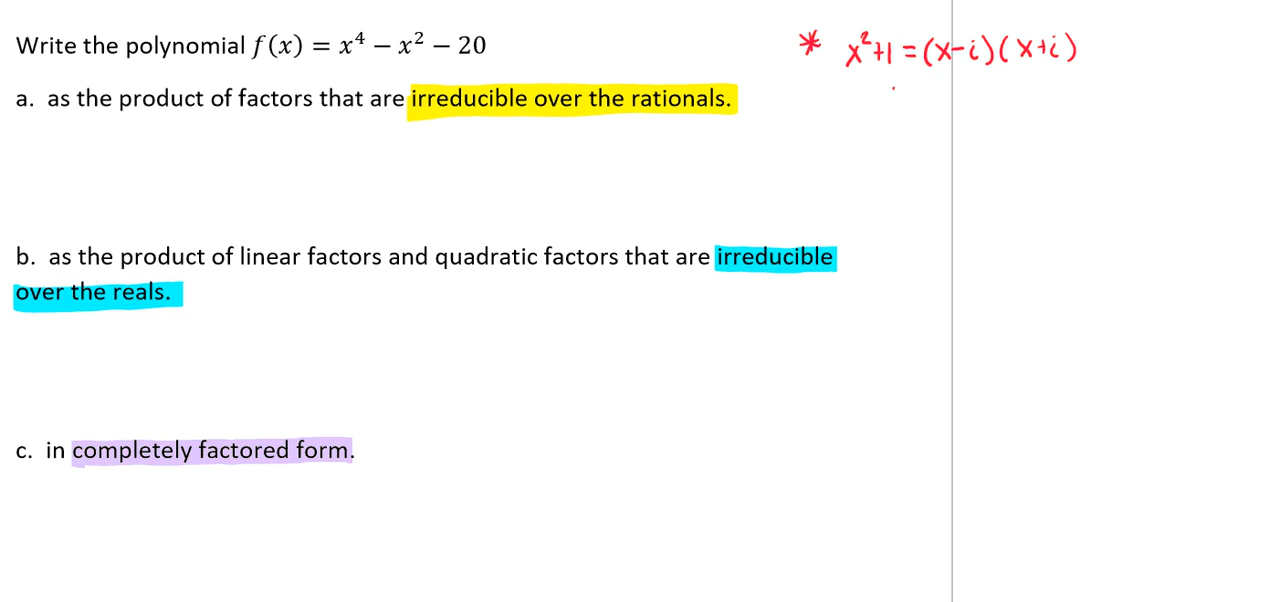 Write the polynomial f(x) = x⁴ − x² − 20
* x²+1 = (x-i)(x+i)
a. as the product of factors that are irreducible over the rationals.
b. as the product of linear factors and quadratic factors that are irreducible
over the reals.
c. in completely factored form.